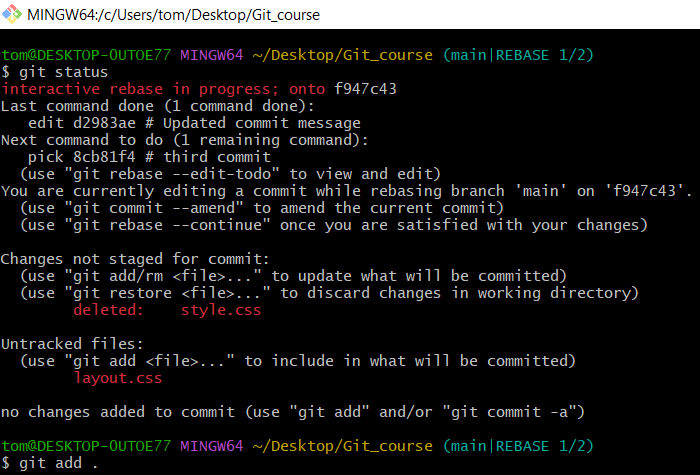 MINGW64:/c/Users/tom/Desktop/Git_course
tom@DESKTOP-OUTOE77 MINGW64 ~/Desktop/Git_course (main|REBASE 1/2)
$ git status
interactive rebase in progress; onto f947c43
Last command done (1 command done):
   edit d2983ae # Updated commit message
Next command to do (1 remaining command):
   pick 8cb81f4 # third commit
  (use "git rebase --edit-todo" to view and edit)
You are currently editing a commit while rebasing branch 'main' on 'f947c43'.
  (use "git commit --amend" to amend the current commit)
  (use "git rebase --continue" once you are satisfied with your changes)
Changes not staged for commit:
  (use "git add/rm <file>..." to update what will be committed)
  (use "git restore <file>..." to discard changes in working directory)
        deleted:    style.css
Untracked files:
  (use "git add <file>..." to include in what will be committed)
        layout.css
no changes added to commit (use "git add" and/or "git commit -a")
tom@DESKTOP-OUTOE77 MINGW64 ~/Desktop/Git_course (main|REBASE 1/2)
$ git add .